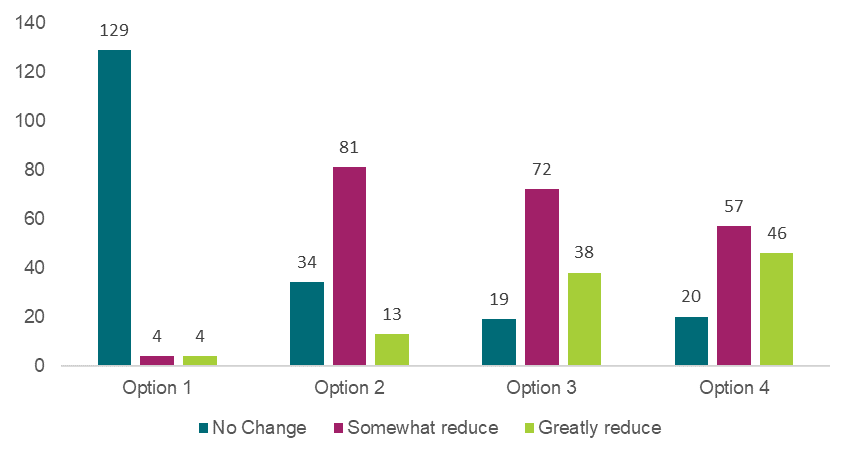 140
129
120
100
80
60
40
20
0
4
4
34
81
13
19
72
38
20
57
46
Option 1
Option 2
Option 3
Option 4
No Change
Somewhat reduce
Greatly reduce